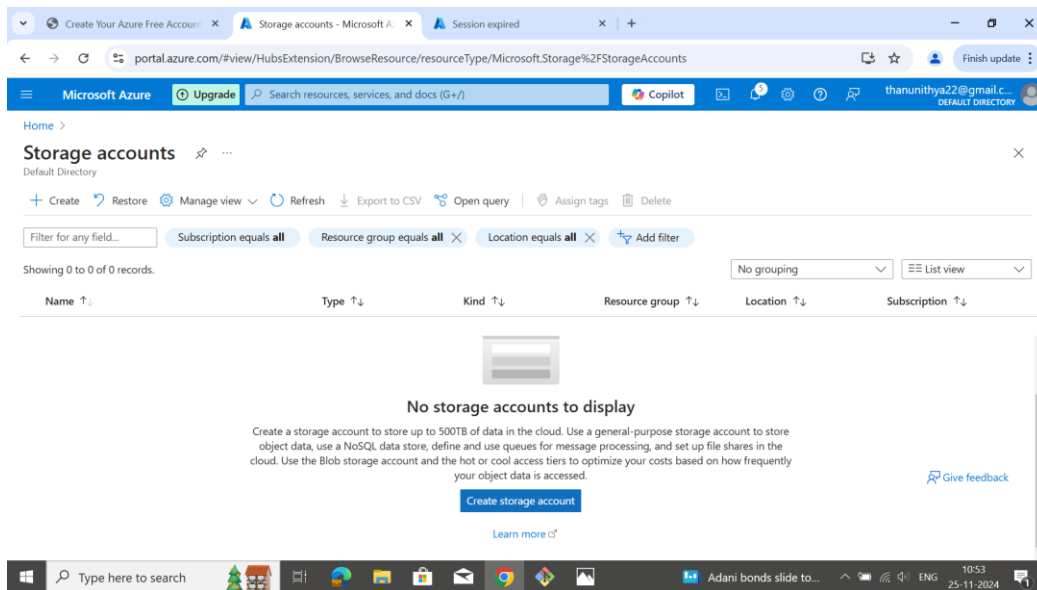 Create Your Azure Free Account
Storage accounts - Microsoft A
Session expired
portal.azure.com/#view/HubsExtension/BrowseResource/resourceType/Microsoft.Storage%2FStorageAccounts
Finish update
Microsoft Azure
Upgrade
Search resources, services, and docs (G+/)
Copilot
5
thanunithya22@gmail.c...
DEFAULT DIRECTORY
Home >
Storage accounts
Default Directory
Create Restore Manage view Refresh Export to CSV Open query Assign tags Delete
Filter for any field... Subscription equals all Resource group equals all Location equals all Add filter
Showing 0 to 0 of 0 records.
No grouping List view
Name Type Kind Resource group Location Subscription
No storage accounts to display
Create a storage account to store up to 500TB of data in the cloud. Use a general-purpose storage account to store
object data, use a NoSQL data store, define and use queues for message processing, and set up file shares in the
cloud. Use the Blob storage account and the hot or cool access tiers to optimize your costs based on how frequently
your object data is accessed.
Give feedback
Create storage account
Learn more
Type here to search
Adani bonds slide to...
ENG
10:53
25-11-2024
1